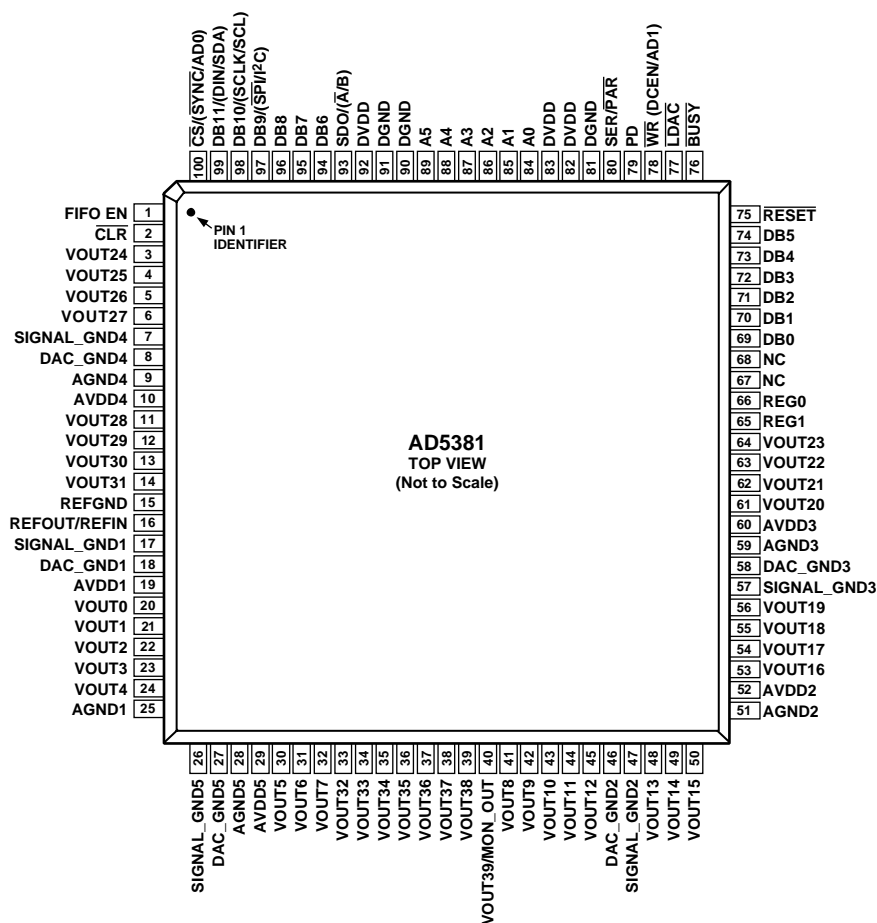 CS/(SYNC/AD0)
DB11/(DIN/SDA)
DB10/(SCLK/SCL)
DB9/(SPI/I²C)
DB8
DB7
DB6
SDO/(A/B)
DVDD
DGND
DGND
A5
A4
A3
A2
A1
A0
DVDD
DVDD
DGND
SER/PAR
PD
WR (DCEN/AD1)
LDAC
BUSY
100 99 98 97 96 95 94 93 92 91 90 89 88 87 86 85 84 83 82 81 80 79 78 77 76
FIFO EN 1
CLR 2
VOUT24 3
VOUT25 4
VOUT26 5
VOUT27 6
SIGNAL_GND4 7
DAC_GND4 8
AGND4 9
AVDD4 10
VOUT28 11
VOUT29 12
VOUT30 13
VOUT31 14
REFGND 15
REFOUT/REFIN 16
SIGNAL_GND1 17
DAC_GND1 18
AVDD1 19
VOUT0 20
VOUT1 21
VOUT2 22
VOUT3 23
VOUT4 24
AGND1 25
PIN 1
IDENTIFIER
AD5381
TOP VIEW
(Not to Scale)
75 RESET
74 DB5
73 DB4
72 DB3
71 DB2
70 DB1
69 DB0
68 NC
67 NC
66 REG0
65 REG1
64 VOUT23
63 VOUT22
62 VOUT21
61 VOUT20
60 AVDD3
59 AGND3
58 DAC_GND3
57 SIGNAL_GND3
56 VOUT19
55 VOUT18
54 VOUT17
53 VOUT16
52 AVDD2
51 AGND2
26 27 28 29 30 31 32 33 34 35 36 37 38 39 40 41 42 43 44 45 46 47 48 49 50
SIGNAL_GND5
DAC_GND5
AGND5
AVDD5
VOUT5
VOUT6
VOUT7
VOUT32
VOUT33
VOUT34
VOUT35
VOUT36
VOUT37
VOUT38
VOUT39/MON_OUT
VOUT8
VOUT9
VOUT10
VOUT11
VOUT12
DAC_GND2
SIGNAL_GND2
VOUT13
VOUT14
VOUT15